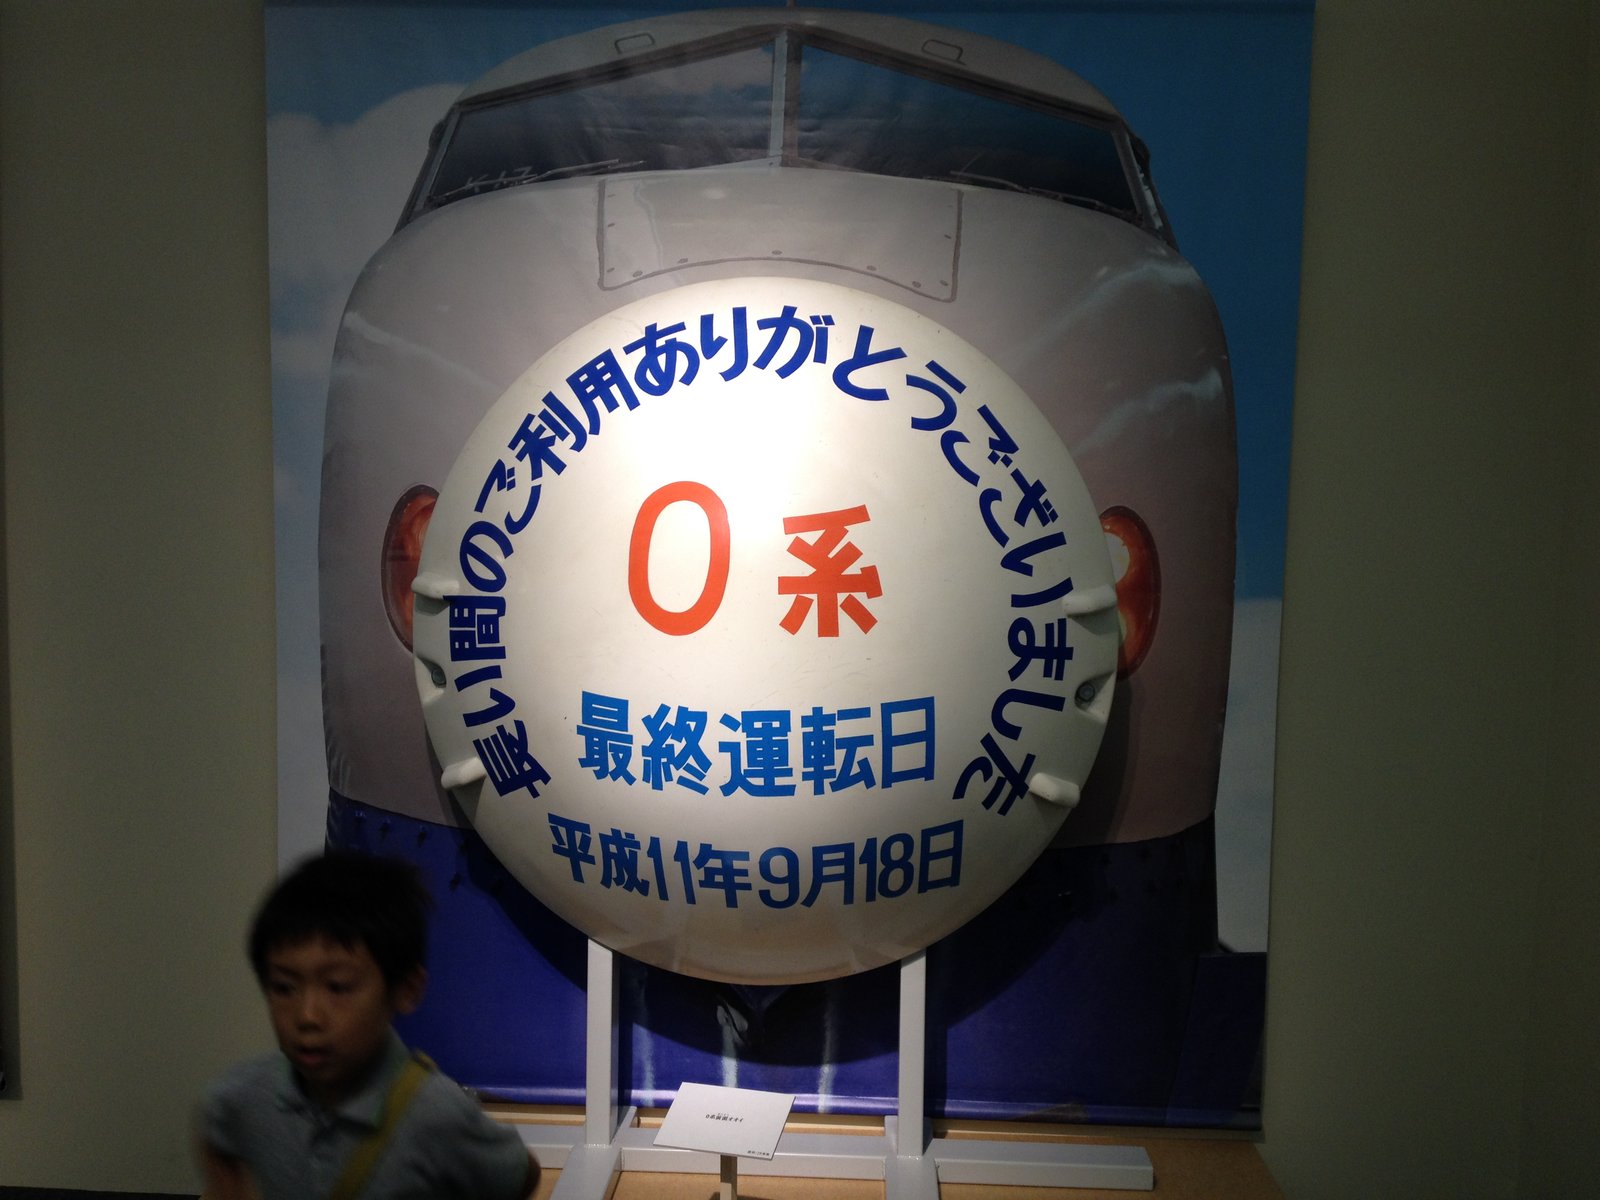 長い間のご利用ありがとうございました
0系
最終運転日
平成11年9月18日